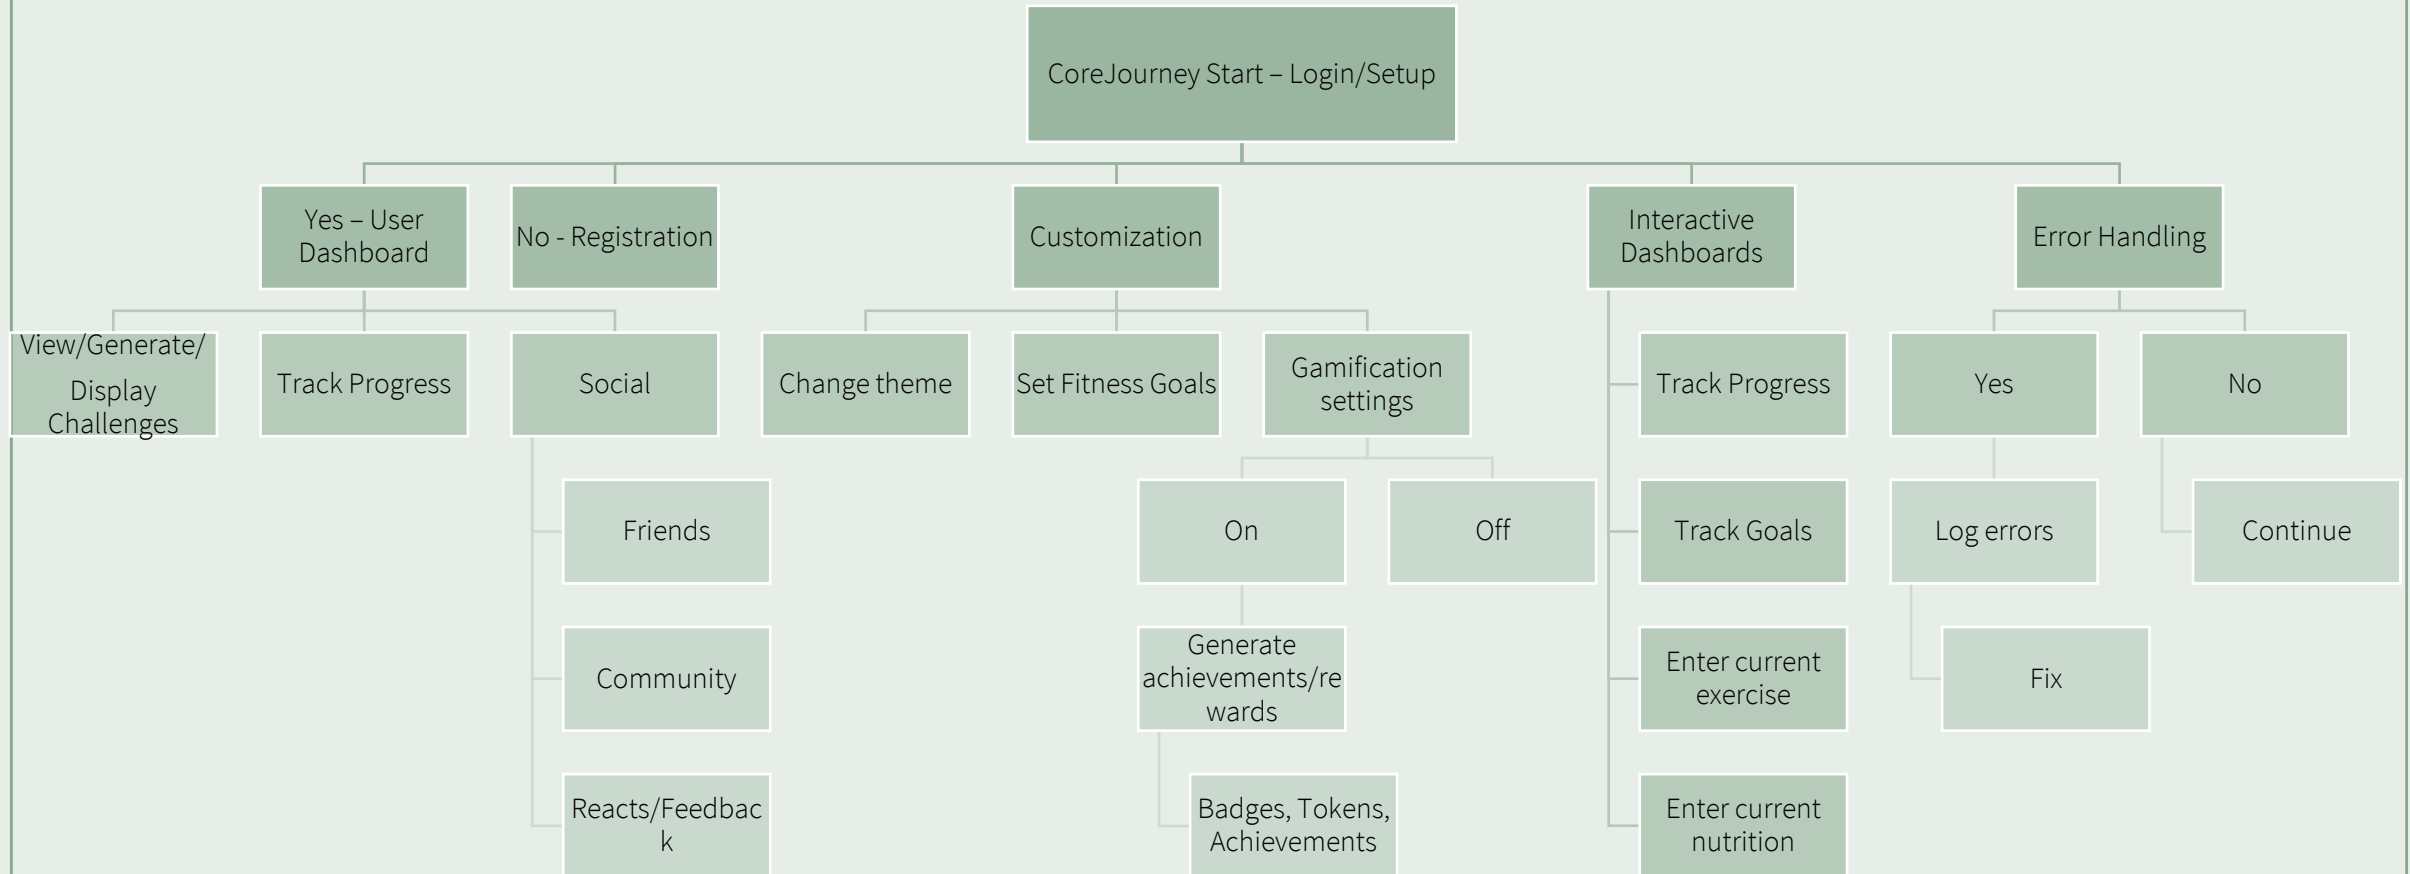 CoreJourney Start – Login/Setup
Yes – User
Dashboard
No - Registration
Customization
Interactive
Dashboards
Error Handling
View/Generate/
Display
Challenges
Track Progress
Social
Change theme
Set Fitness Goals
Gamification
settings
Track Progress
Yes
No
Friends
On
Off
Track Goals
Log errors
Continue
Community
Generate
achievements/re
wards
Enter current
exercise
Fix
Reacts/Feedbac
k
Badges, Tokens,
Achievements
Enter current
nutrition